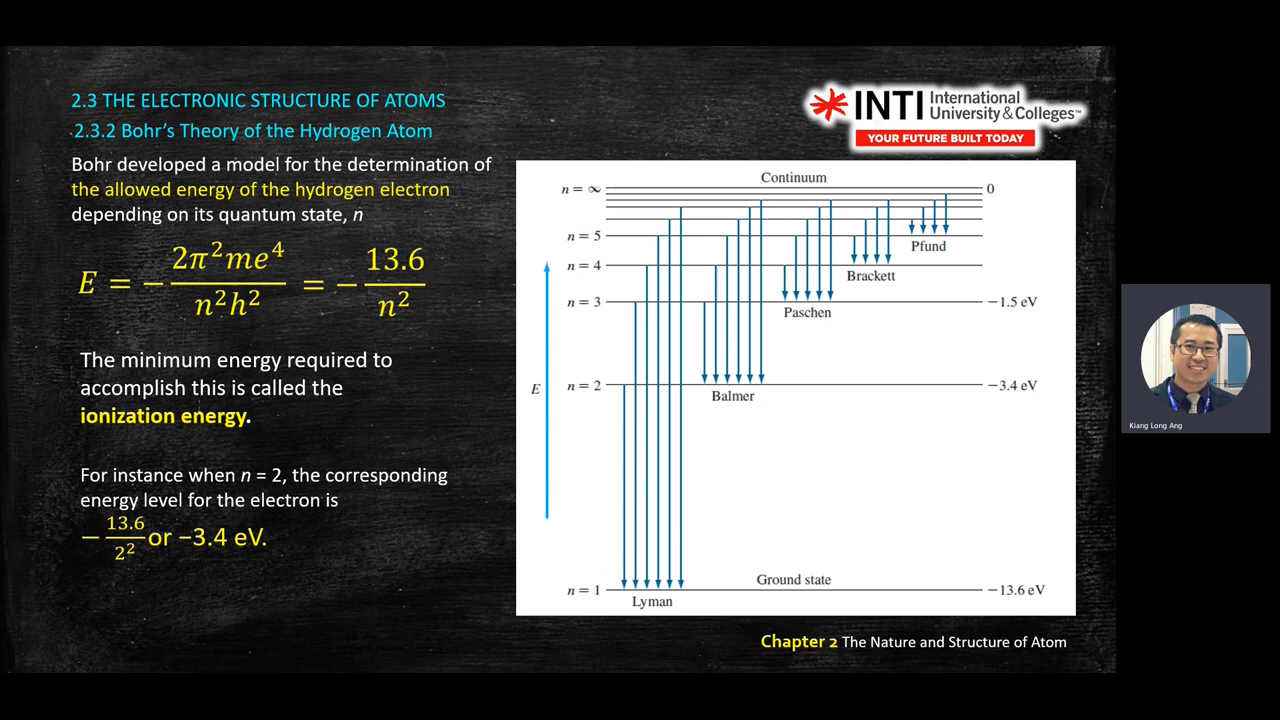 2.3 THE ELECTRONIC STRUCTURE OF ATOMS
2.3.2 Bohr's Theory of the Hydrogen Atom
Bohr developed a model for the determination of
the allowed energy of the hydrogen electron
depending on its quantum state, n
E = − 2π²me⁴ / n²h² = − 13.6 / n²
The minimum energy required to
accomplish this is called the
ionization energy.
For instance when n = 2, the corresponding
energy level for the electron is
− 13.6 / 2² or −3.4 eV.
INTI International
University & Colleges™
YOUR FUTURE BUILT TODAY
Continuum
n = ∞ 0
n = 5
Pfund
n = 4
Brackett
n = 3 −1.5 eV
Paschen
E
n = 2 −3.4 eV
Balmer
Ground state
n = 1 −13.6 eV
Lyman
Chapter 2 The Nature and Structure of Atom
Kiang Long Ang